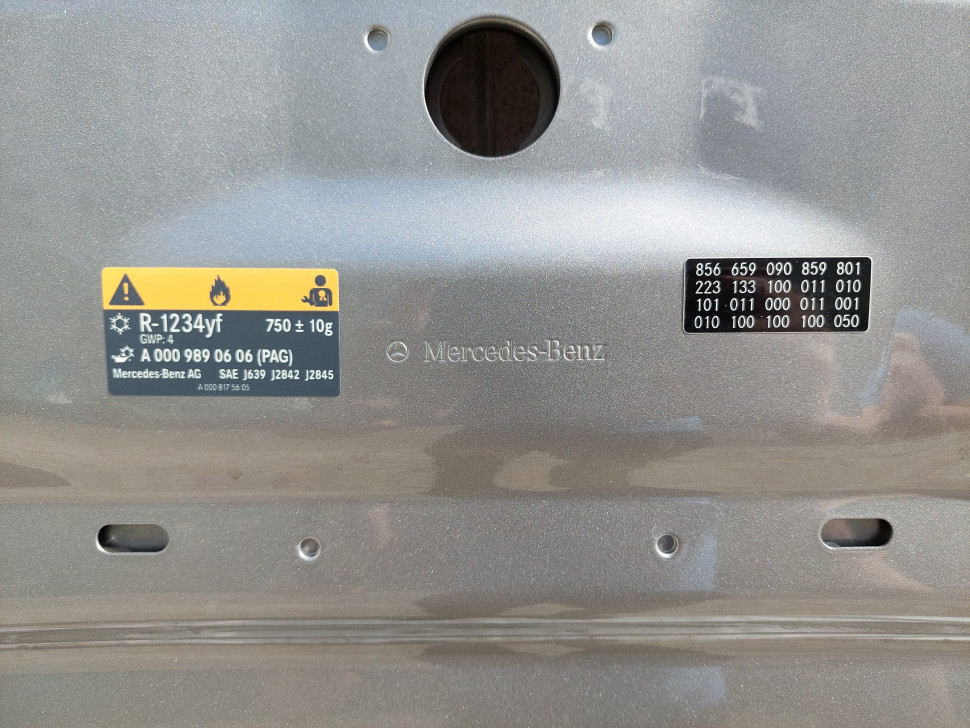 R-1234yf 750 ± 10g
GWP: 4
A 000 989 06 06 (PAG)
Mercedes-Benz AG SAE J639 J2842 J2845
A 000 817 56 05
Mercedes-Benz
856 659 090 859 801
223 133 100 011 010
101 011 000 011 001
010 100 100 100 050